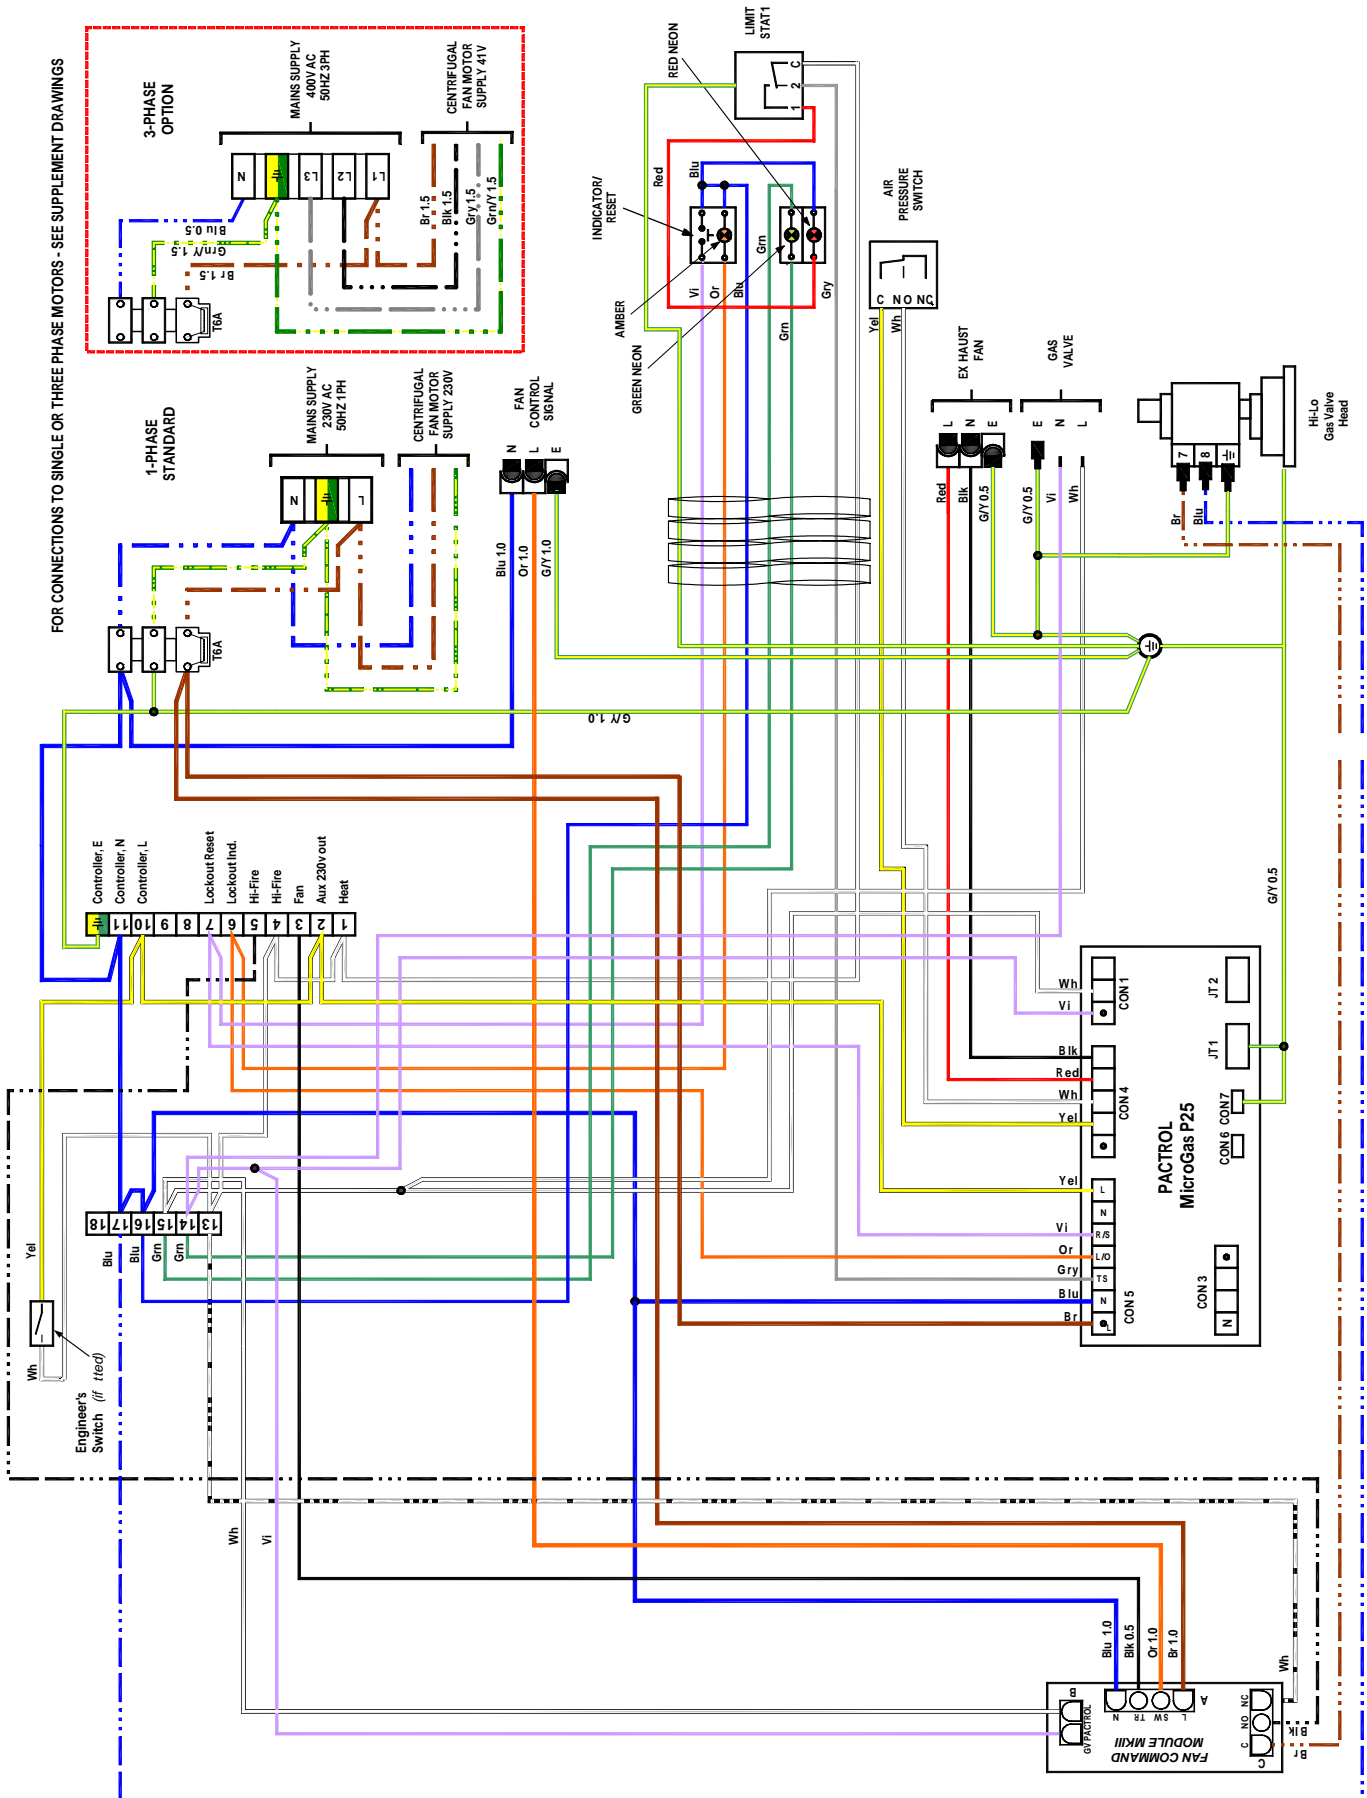 FOR CONNECTIONS TO SINGLE OR THREE PHASE MOTORS - SEE SUPPLEMENT DRAWINGS
3-PHASE
OPTION
MAINS SUPPLY
400V AC
50HZ 3PH
CENTRIFUGAL
FAN MOTOR
SUPPLY 41V
N
L3
L2
L1
Blu 0.5
Grn/Y 1.5
Br 1.5
T6A
Br 1.5
Blk 1.5
Gry 1.5
Grn/Y 1.5
1-PHASE
STANDARD
MAINS SUPPLY
230V AC
50HZ 1PH
CENTRIFUGAL
FAN MOTOR
SUPPLY 230V
N
L
T6A
FAN
CONTROL
SIGNAL
N
L
E
Blu 1.0
Or 1.0
G/Y 1.0
G/Y 1.0
LIMIT
STAT1
C
2
1
RED NEON
INDICATOR/
RESET
AMBER
GREEN NEON
Red
Blu
Grn
Vi
Or
Blu
Grn
Gry
AIR
PRESSURE
SWITCH
C
NO
NC
Yel
Wh
EXHAUST
FAN
L
N
E
Red
Blk
G/Y 0.5
GAS
VALVE
E
N
L
G/Y 0.5
Vi
Wh
7
8
Br
Blu
Hi-Lo
Gas Valve
Head
G/Y 0.5
Controller, E
Controller, N
Controller, L
Lockout Reset
Lockout Ind.
Hi-Fire
Hi-Fire
Fan
Aux 230v out
Heat
11
10
9
8
7
6
5
4
3
2
1
18
17
16
15
14
13
Blu
Blu
Grn
Grn
Yel
Wh
Engineer's
Switch (if tted)
Wh
Vi
PACTROL
MicroGas P25
CON 1
CON 4
CON 5
CON 3
CON 6
CON7
JT1
JT 2
Wh
Vi
Blk
Red
Wh
Yel
Yel
Vi
Or
Gry
Blu
Br
L
N
R/S
L/O
TS
N
L
N
Blu 1.0
Blk 0.5
Or 1.0
Br 1.0
FAN COMMAND
MODULE MKIII
GV PACTROL
B
A
N
TR
SW
L
C
NO
NC
C
Wh
Blk
Br